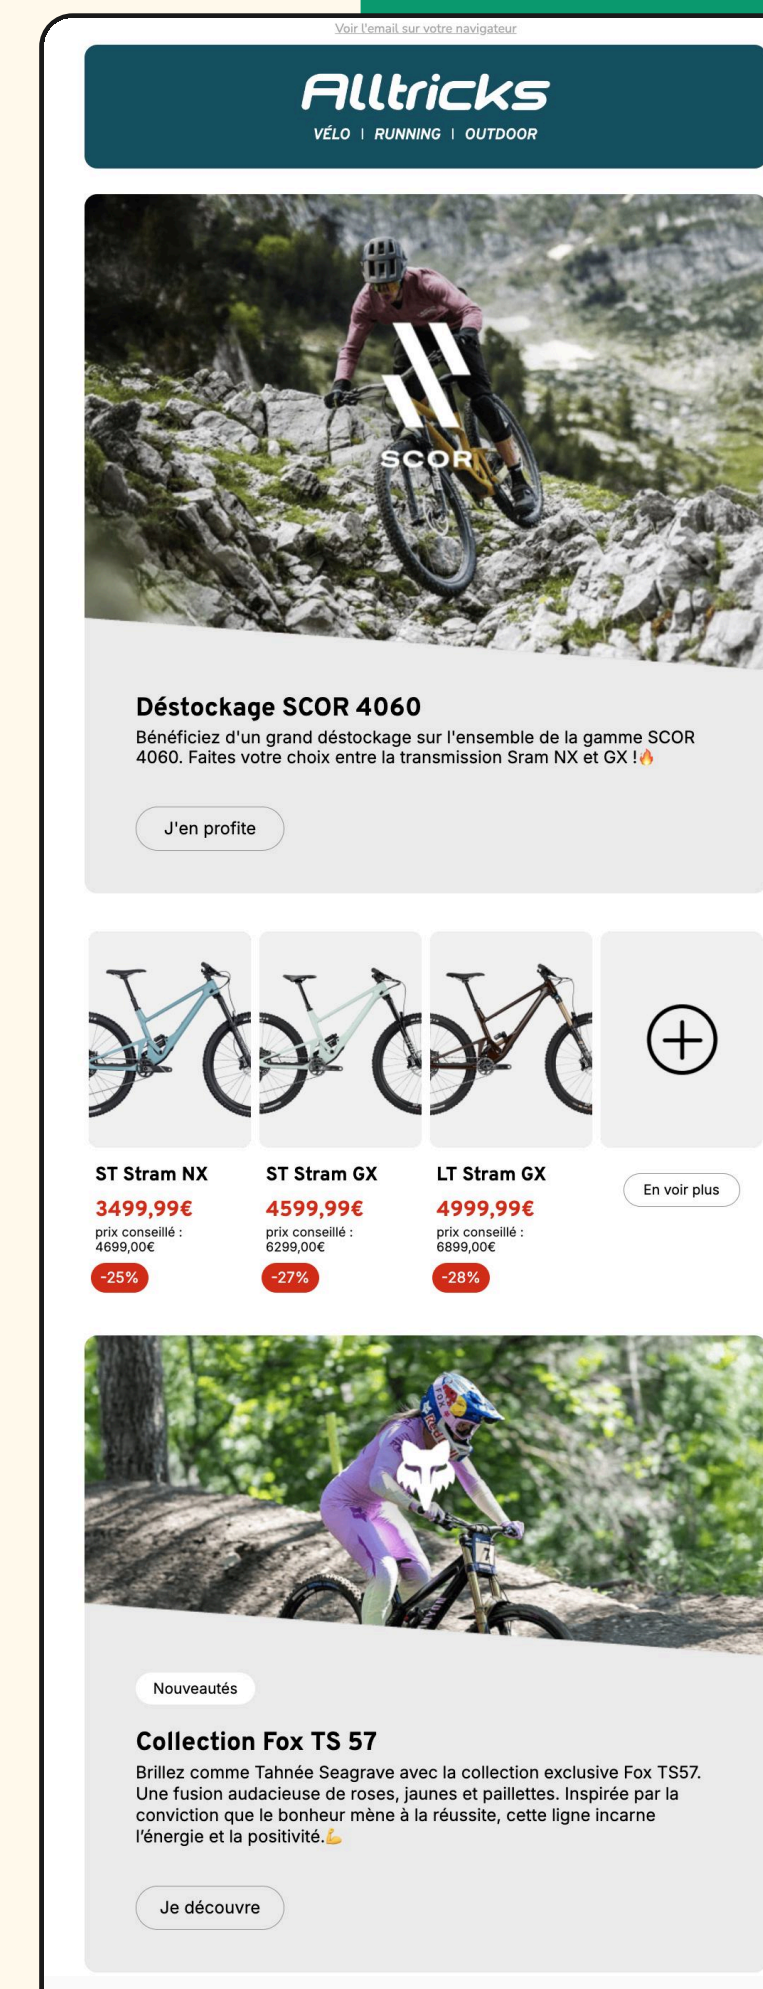 Voir l'email sur votre navigateur
Alltricks
VÉLO | RUNNING | OUTDOOR
SCOR
Déstockage SCOR 4060
Bénéficiez d'un grand déstockage sur l'ensemble de la gamme SCOR
4060. Faites votre choix entre la transmission Sram NX et GX !🔥
J'en profite
ST Stram NX
3499,99€
prix conseillé :
4699,00€
-25%
ST Stram GX
4599,99€
prix conseillé :
6299,00€
-27%
LT Stram GX
4999,99€
prix conseillé :
6899,00€
-28%
En voir plus
FOX
Red
7
CANYON
Nouveautés
Collection Fox TS 57
Brillez comme Tahnée Seagrave avec la collection exclusive Fox TS57.
Une fusion audacieuse de roses, jaunes et paillettes. Inspirée par la
conviction que le bonheur mène à la réussite, cette ligne incarne
l'énergie et la positivité.💪
Je découvre